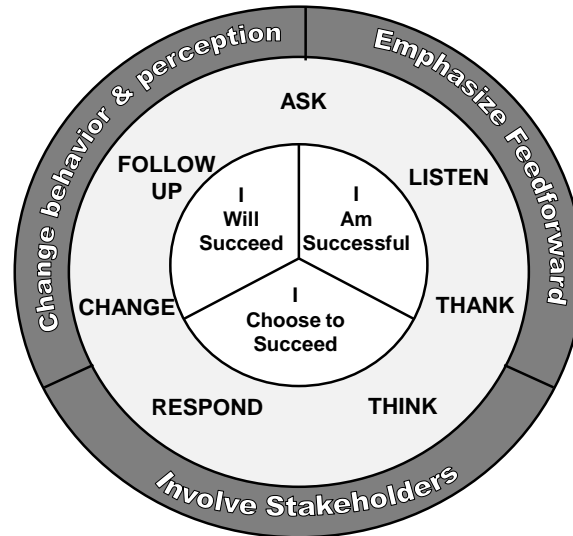 Change behavior & perception
Emphasize Feedforward
ASK
FOLLOW
UP
LISTEN
I
Will
Succeed
I
Am
Successful
CHANGE
THANK
I
Choose to
Succeed
RESPOND
THINK
Involve Stakeholders